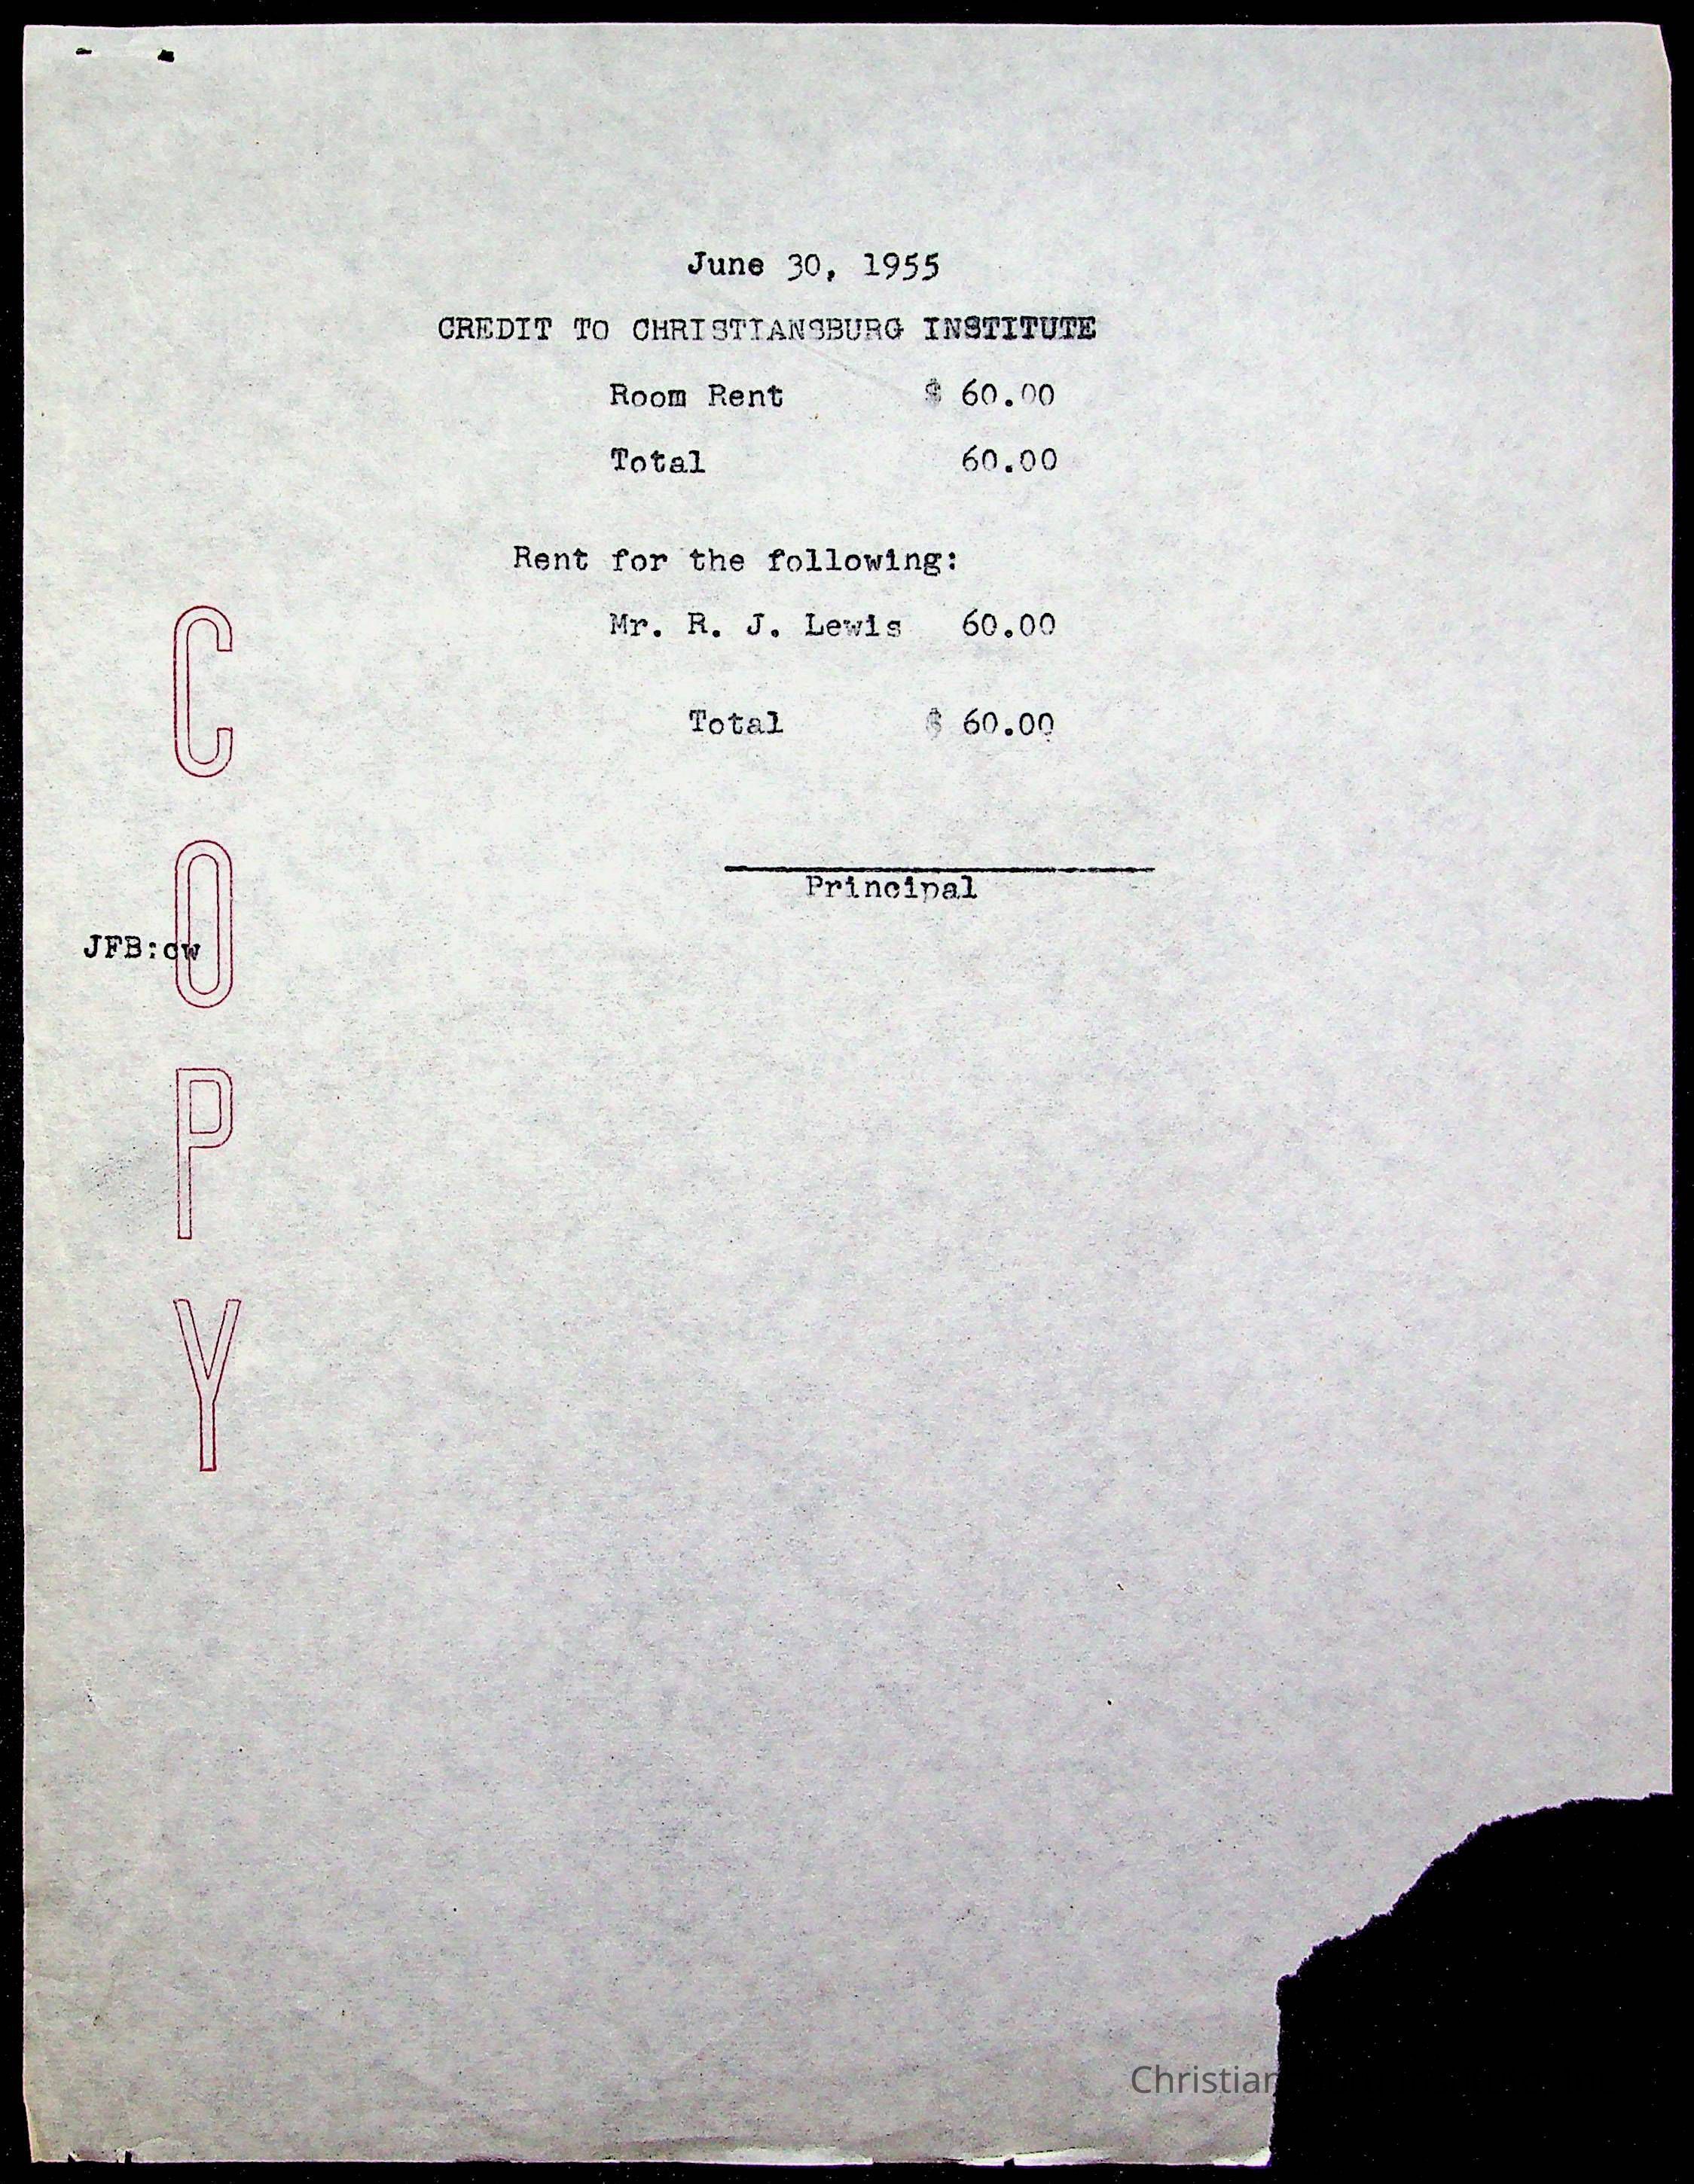 June 30, 1955
CREDIT TO CHRISTIANSBURG INSTITUTE
Room Rent $ 60.00
Total 60.00
Rent for the following:
Mr. R. J. Lewis 60.00
Total $ 60.00
Principal
JFB:cw
COPY